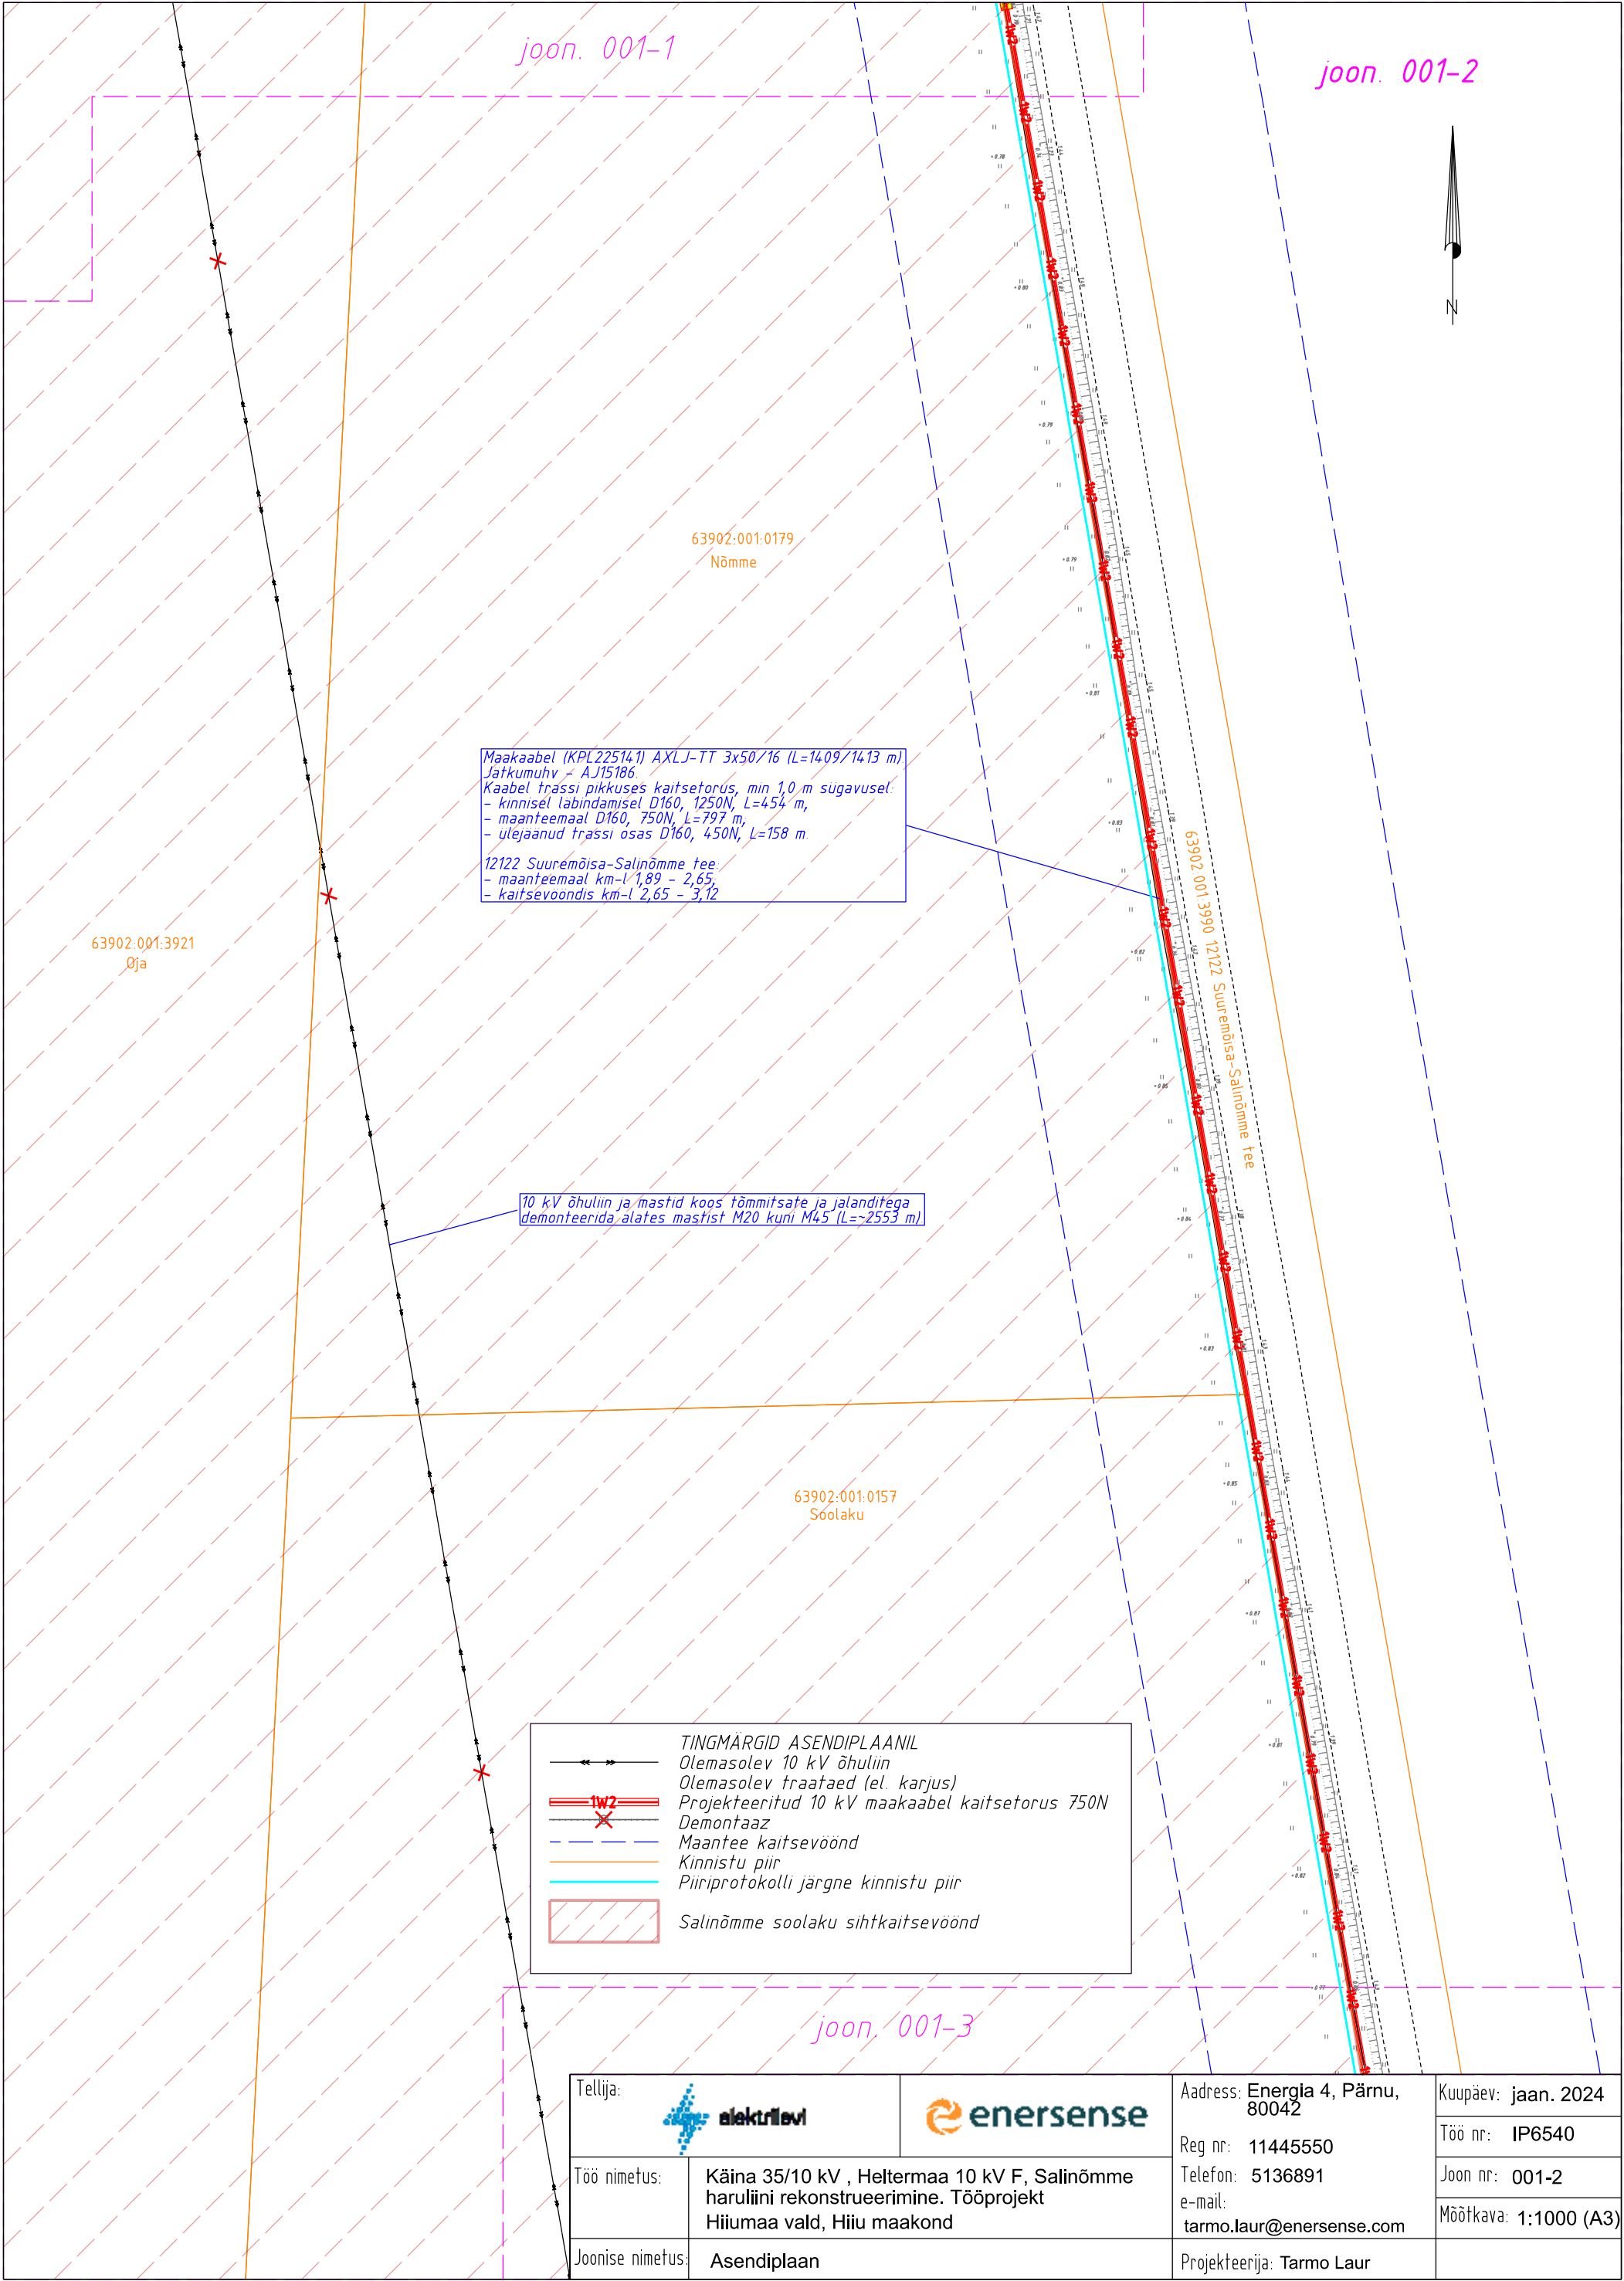 joon. 001-1
joon. 001-2
N
63902:001:0179
Nõmme
Maakaabel (KPL225141) AXLJ-TT 3x50/16 (L=1409/1413 m)
Jätkumuhv - AJ15186.
Kaabel trassi pikkuses kaitsetorus, min 1,0 m sügavusel:
- kinnisel läbindamisel D160, 1250N, L=454 m,
- maanteemaal D160, 750N, L=797 m,
- ülejäänud trassi osas D160, 450N, L=158 m.
12122 Suuremõisa-Salinõmme tee:
- maanteemaal km-l 1,89 - 2,65,
- kaitsevööndis km-l 2,65 - 3,12
63902:001:3921
Oja
63902:001:3990 12122 Suuremõisa-Salinõmme tee
10 kV õhuliin ja mastid koos tõmmitsate ja jalanditega
demonteerida alates mastist M20 kuni M45 (L=~2553 m)
63902:001:0157
Soolaku
TINGMÄRGID ASENDIPLAANIL
Olemasolev 10 kV õhuliin
Olemasolev traataed (el. karjus)
1W2
Projekteeritud 10 kV maakaabel kaitsetorus 750N
Demontaaz
Maantee kaitsevöönd
Kinnistu piir
Piiriprotokolli järgne kinnistu piir
Salinõmme soolaku sihtkaitsevöönd
joon. 001-3
Tellija:
elektrilevi
enersense
Aadress: Energia 4, Pärnu,
80042
Reg nr: 11445550
Telefon: 5136891
e-mail:
tarmo.laur@enersense.com
Projekteerija: Tarmo Laur
Kuupäev: jaan. 2024
Töö nr: IP6540
Joon nr: 001-2
Mõõtkava: 1:1000 (A3)
Töö nimetus:
Käina 35/10 kV , Heltermaa 10 kV F, Salinõmme
haruliini rekonstrueerimine. Tööprojekt
Hiiumaa vald, Hiiu maakond
Joonise nimetus:
Asendiplaan